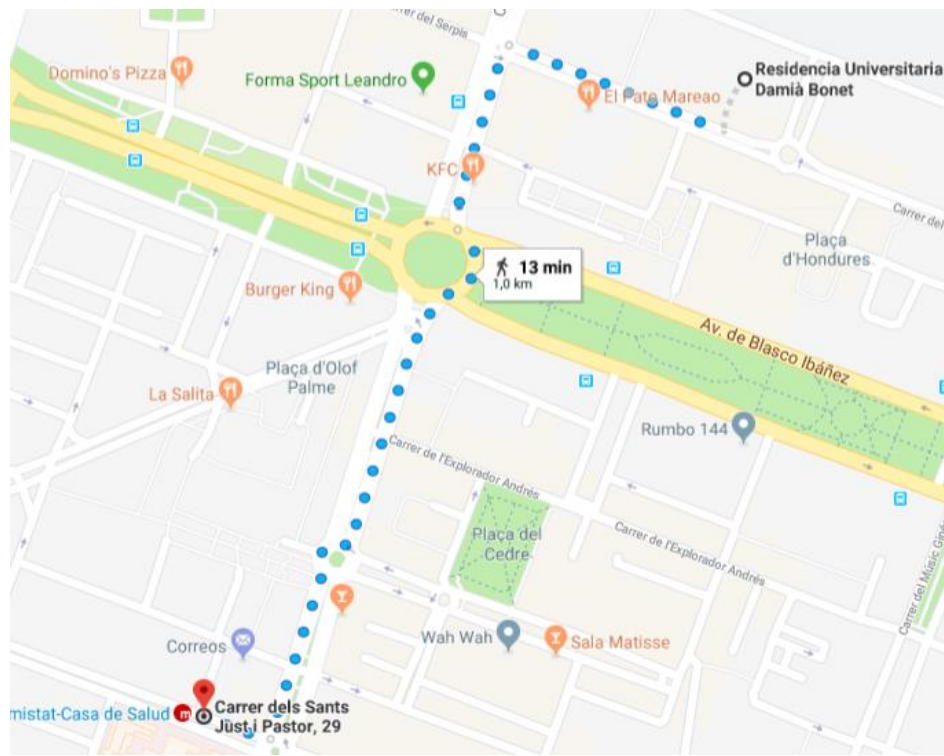 Carrer del Serpis
Domino's Pizza
Forma Sport Leandro
El Pato Mareao
Residencia Universitaria
Damià Bonet
KFC
Carrer del
Plaça
d'Hondures
13 min
1,0 km
Burger King
Av. de Blasco Ibáñez
Plaça d'Olof
Palme
La Salita
Rumbo 144
Carrer de l'Explorador Andrés
Plaça del
Cedre
Carrer de l'Explorador Andrés
Carrer del Músic Giné
Wah Wah
Sala Matisse
Correos
mistat-Casa de Salud
m
Carrer dels Sants
Just i Pastor, 29